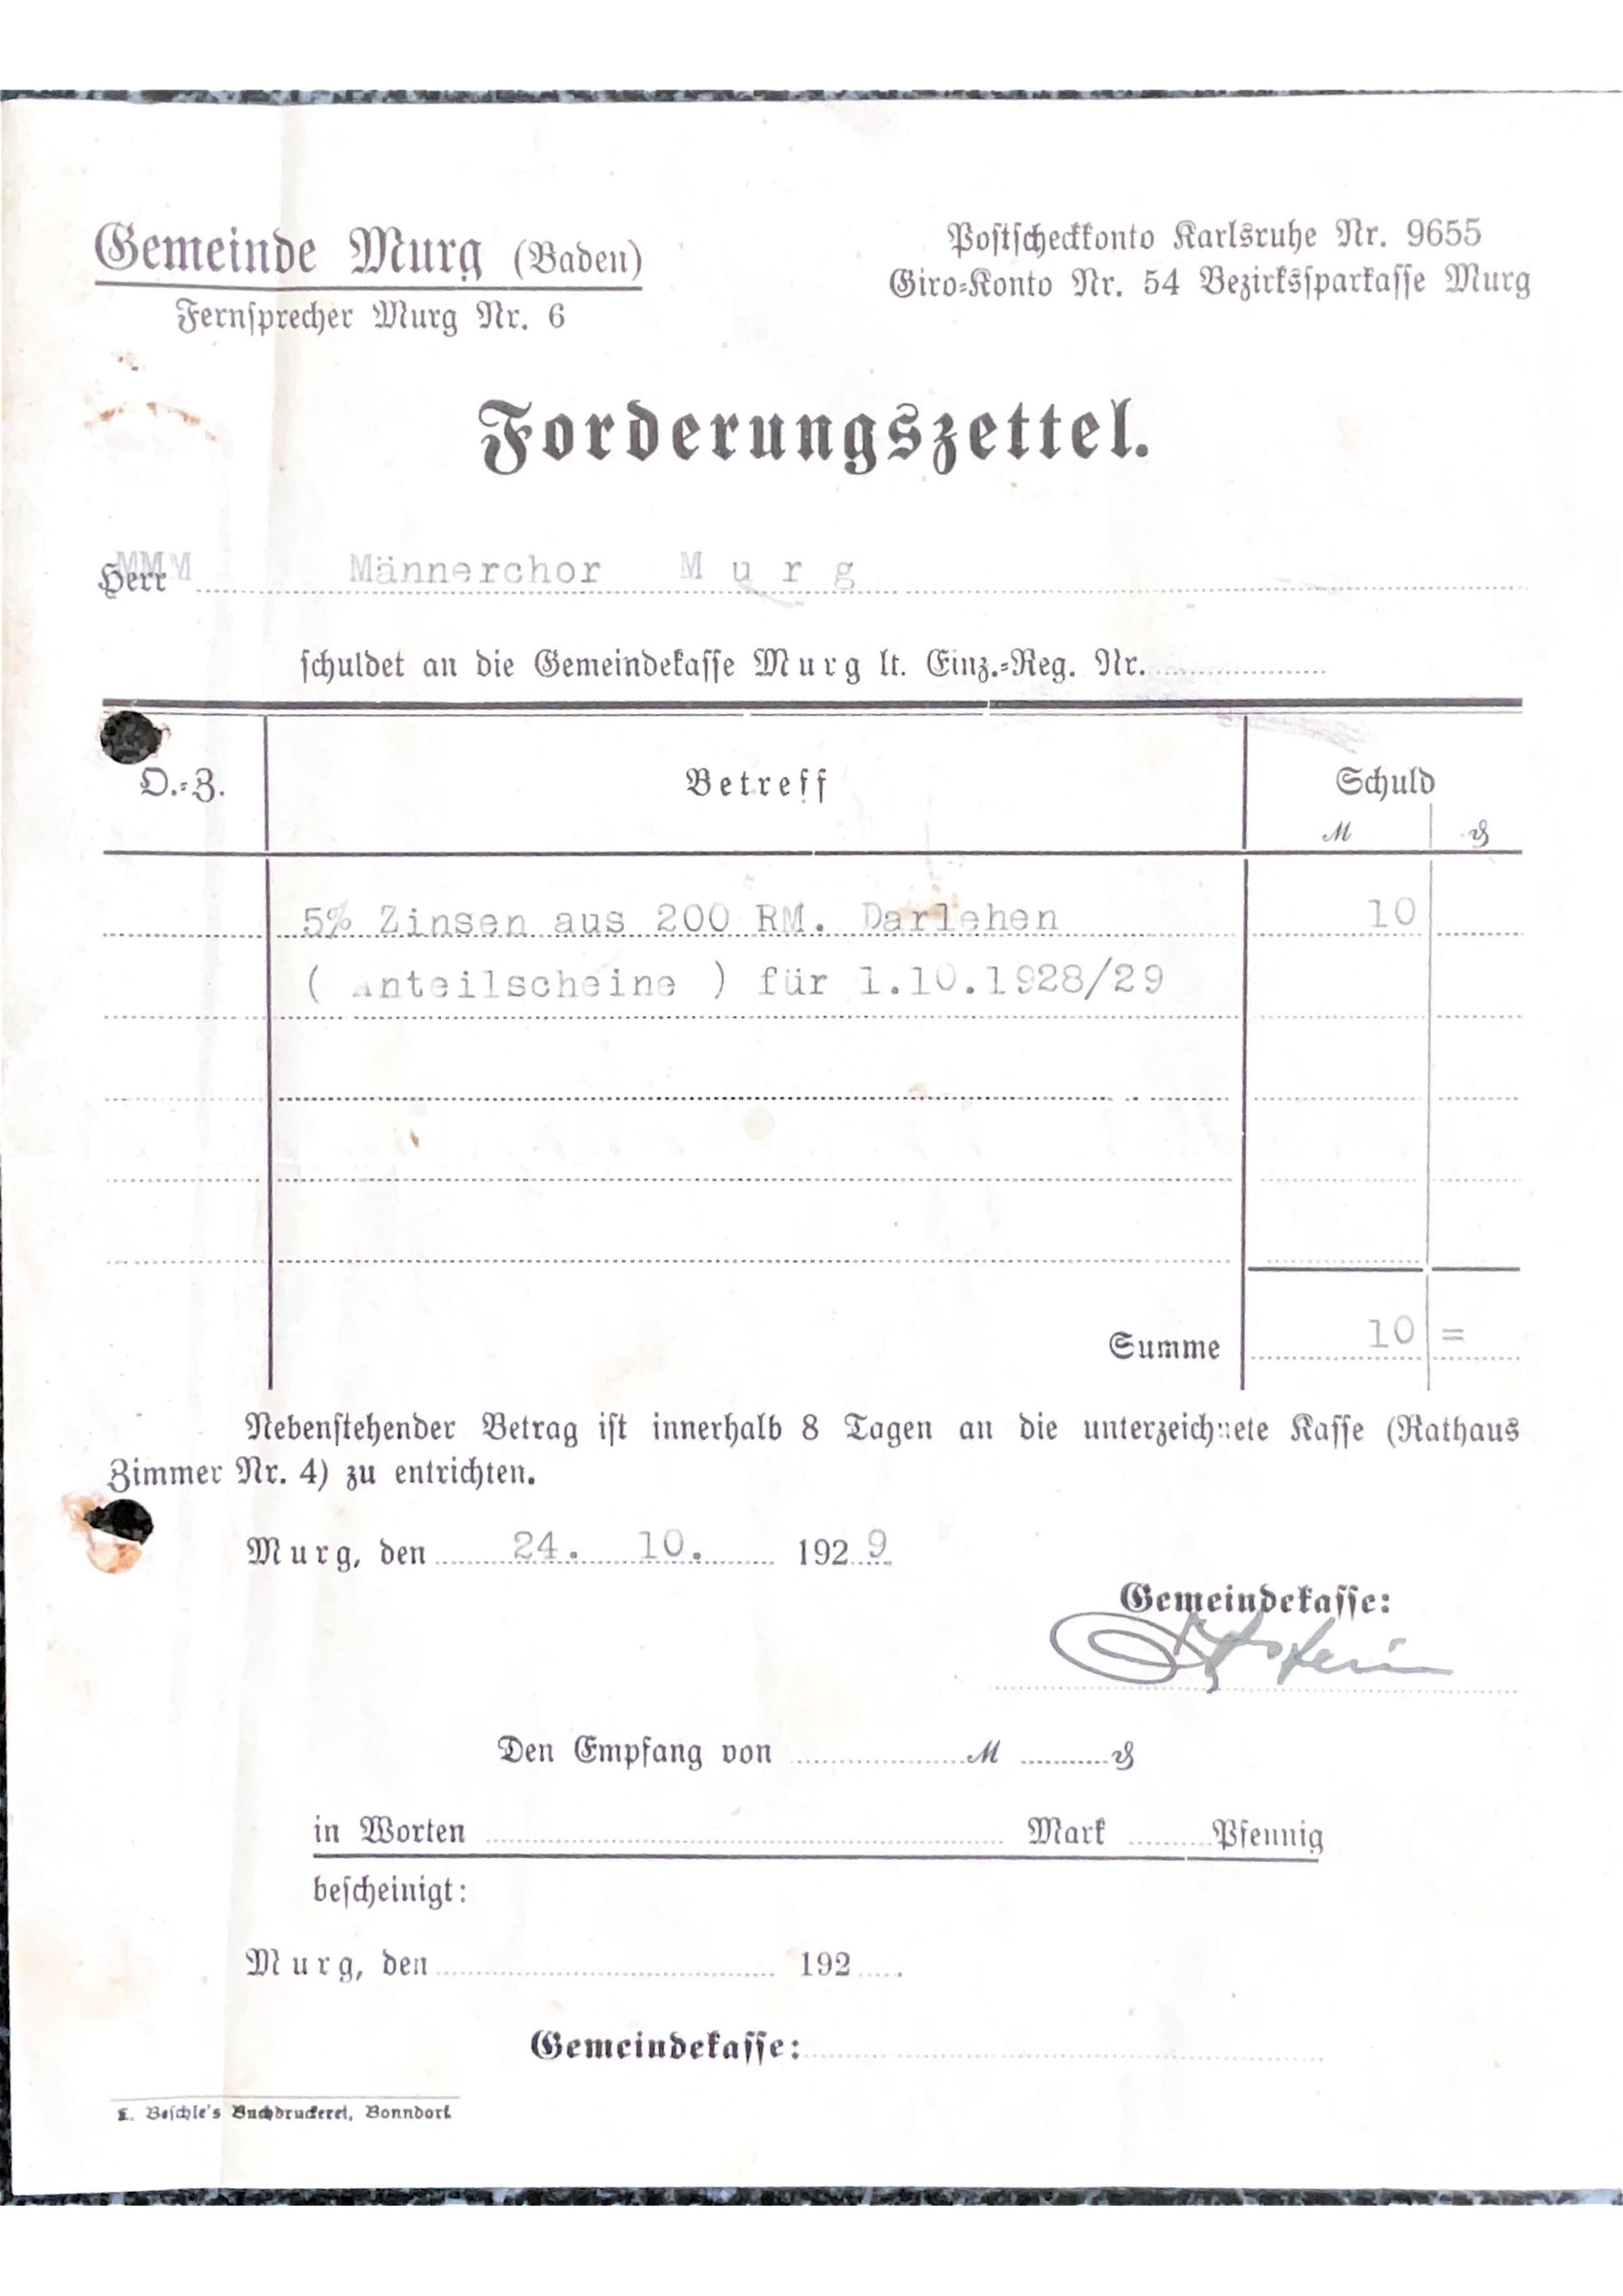 Gemeinde Murg (Baden)
Fernsprecher Murg Nr. 6
Postscheckkonto Karlsruhe Nr. 9655
Giro-Konto Nr. 54 Bezirkssparkasse Murg
Forderungszettel.
Herr MMM Männerchor Murg
schuldet an die Gemeindekasse Murg lt. Einz.-Reg. Nr.
O.-Z. Betreff Schuld
M ₰
5% Zinsen aus 200 RM. Darlehen 10
( Anteilscheine ) für 1.10.1928/29
Summe 10 =
Nebenstehender Betrag ist innerhalb 8 Tagen an die unterzeichnete Kasse (Rathaus
Zimmer Nr. 4) zu entrichten.
Murg, den 24. 10. 1929
Gemeindekasse:
Den Empfang von M ₰
in Worten Mark Pfennig
bescheinigt:
Murg, den 192 .
Gemeindekasse:
Buchdruckerei, Bonndorf